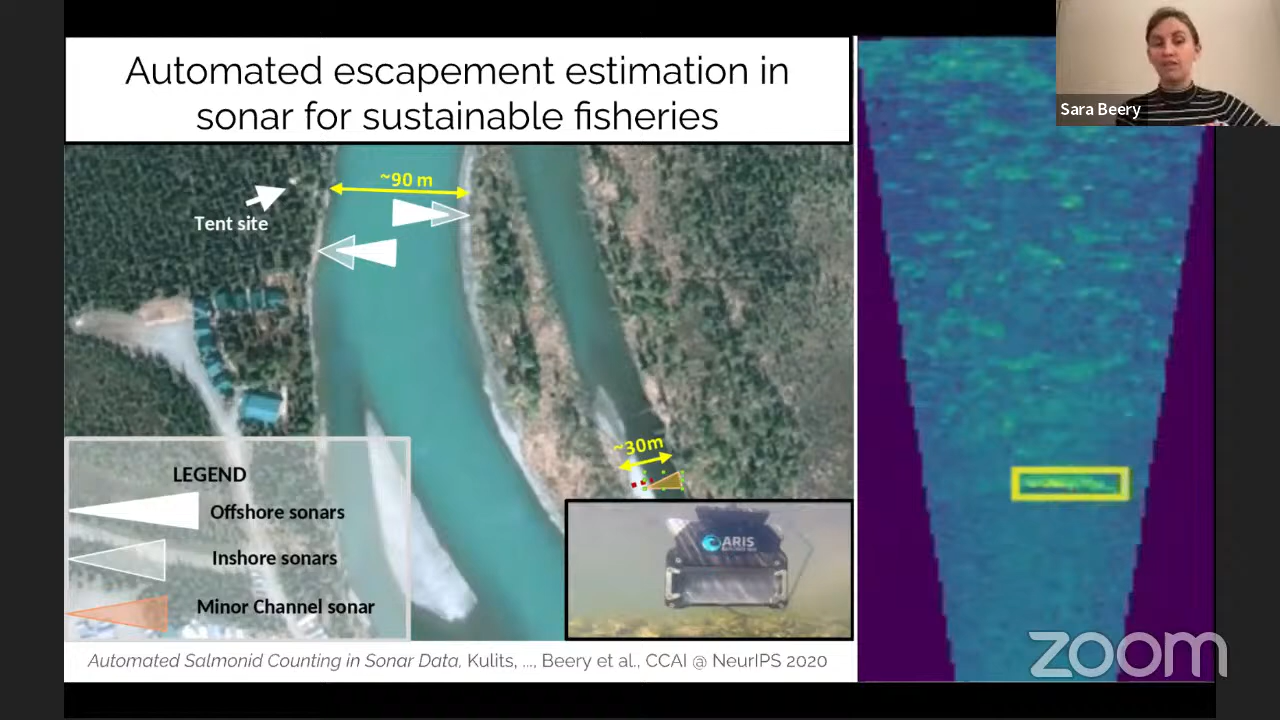 Automated escapement estimation in
sonar for sustainable fisheries
Sara Beery
~90 m
Tent site
~30m
LEGEND
Offshore sonars
Inshore sonars
Minor Channel sonar
ARIS
Automated Salmonid Counting in Sonar Data, Kulits, ..., Beery et al., CCAI @ NeurIPS 2020
zoom